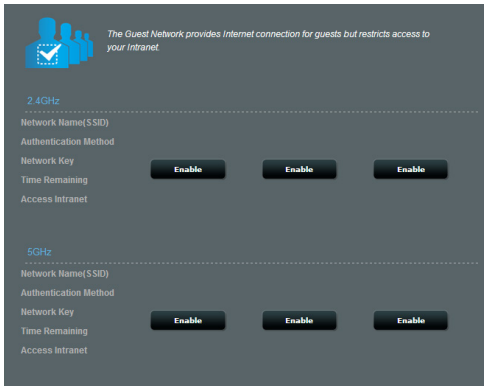 The Guest Network provides Internet connection for guests but restricts access to
your Intranet.
2.4GHz
Network Name(SSID)
Authentication Method
Network Key
Enable Enable Enable
Time Remaining
Access Intranet
5GHz
Network Name(SSID)
Authentication Method
Network Key
Enable Enable Enable
Time Remaining
Access Intranet